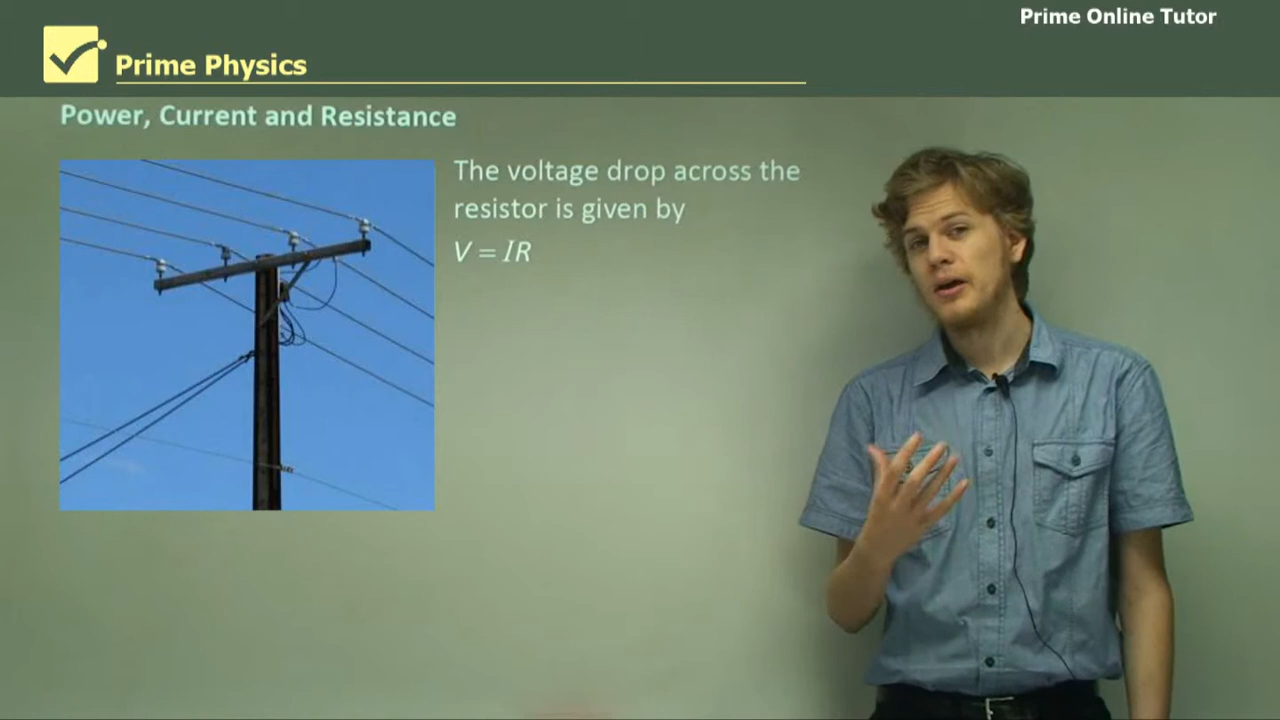 Prime Online Tutor
Prime Physics
Power, Current and Resistance
The voltage drop across the
resistor is given by
V = IR